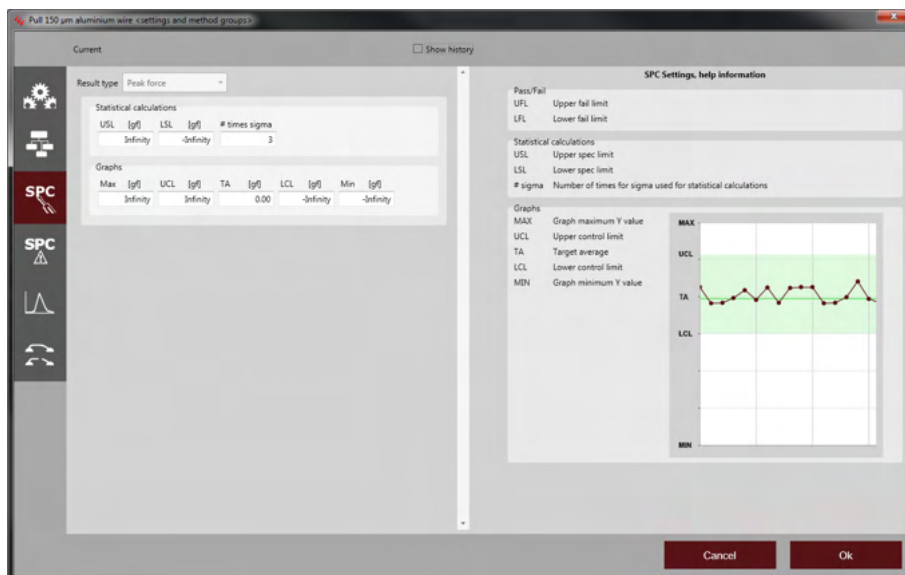 Pull 150 µm aluminium wire <settings and method groups>
Current
Show history
Result type Peak force
Statistical calculations
USL [gf] LSL [gf] # times sigma
Infinity -Infinity 3
Graphs
Max [gf] UCL [gf] TA [gf] LCL [gf] Min [gf]
Infinity Infinity 0.00 -Infinity -Infinity
SPC
SPC
SPC Settings, help information
Pass/Fail
UFL Upper fail limit
LFL Lower fail limit
Statistical calculations
USL Upper spec limit
LSL Lower spec limit
# sigma Number of times for sigma used for statistical calculations
Graphs
MAX Graph maximum Y value
UCL Upper control limit
TA Target average
LCL Lower control limit
MIN Graph minimum Y value
MAX
UCL
TA
LCL
MIN
Cancel Ok